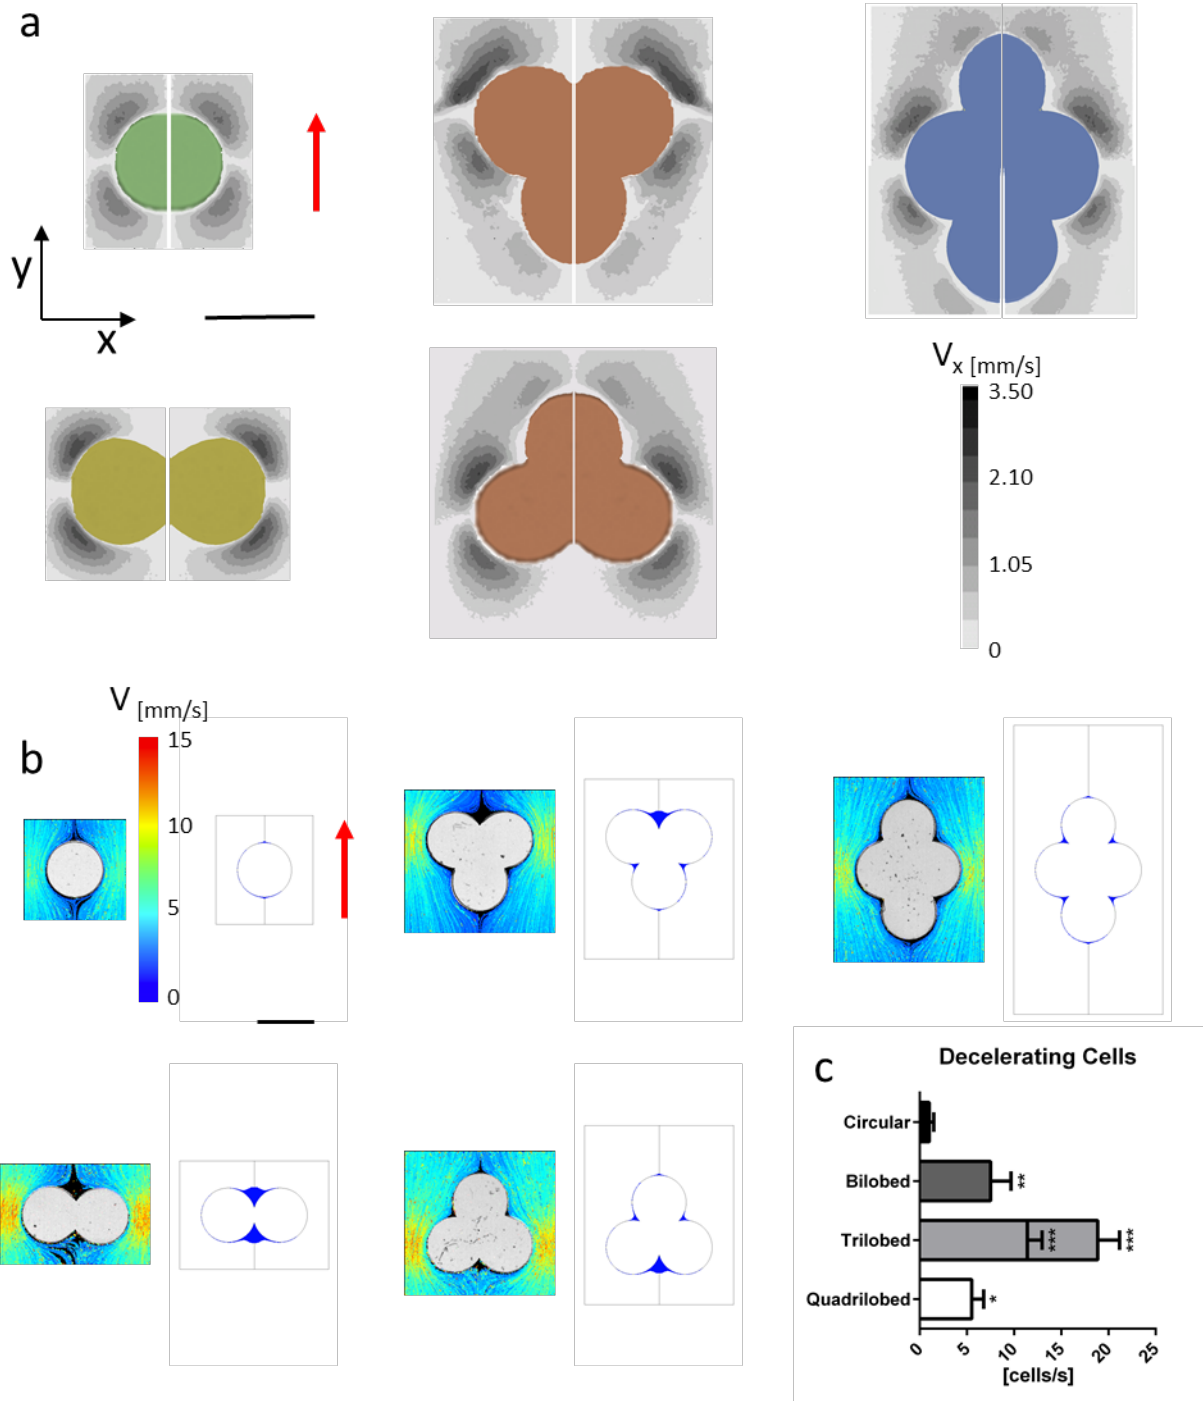 a
y
x
Vx [mm/s]
3.50
2.10
1.05
0
b
V [mm/s]
15
10
5
0
c
Decelerating Cells
Circular
Bilobed
**
Trilobed
***
***
Quadrilobed
*
0 5 10 15 20 25
[cells/s]